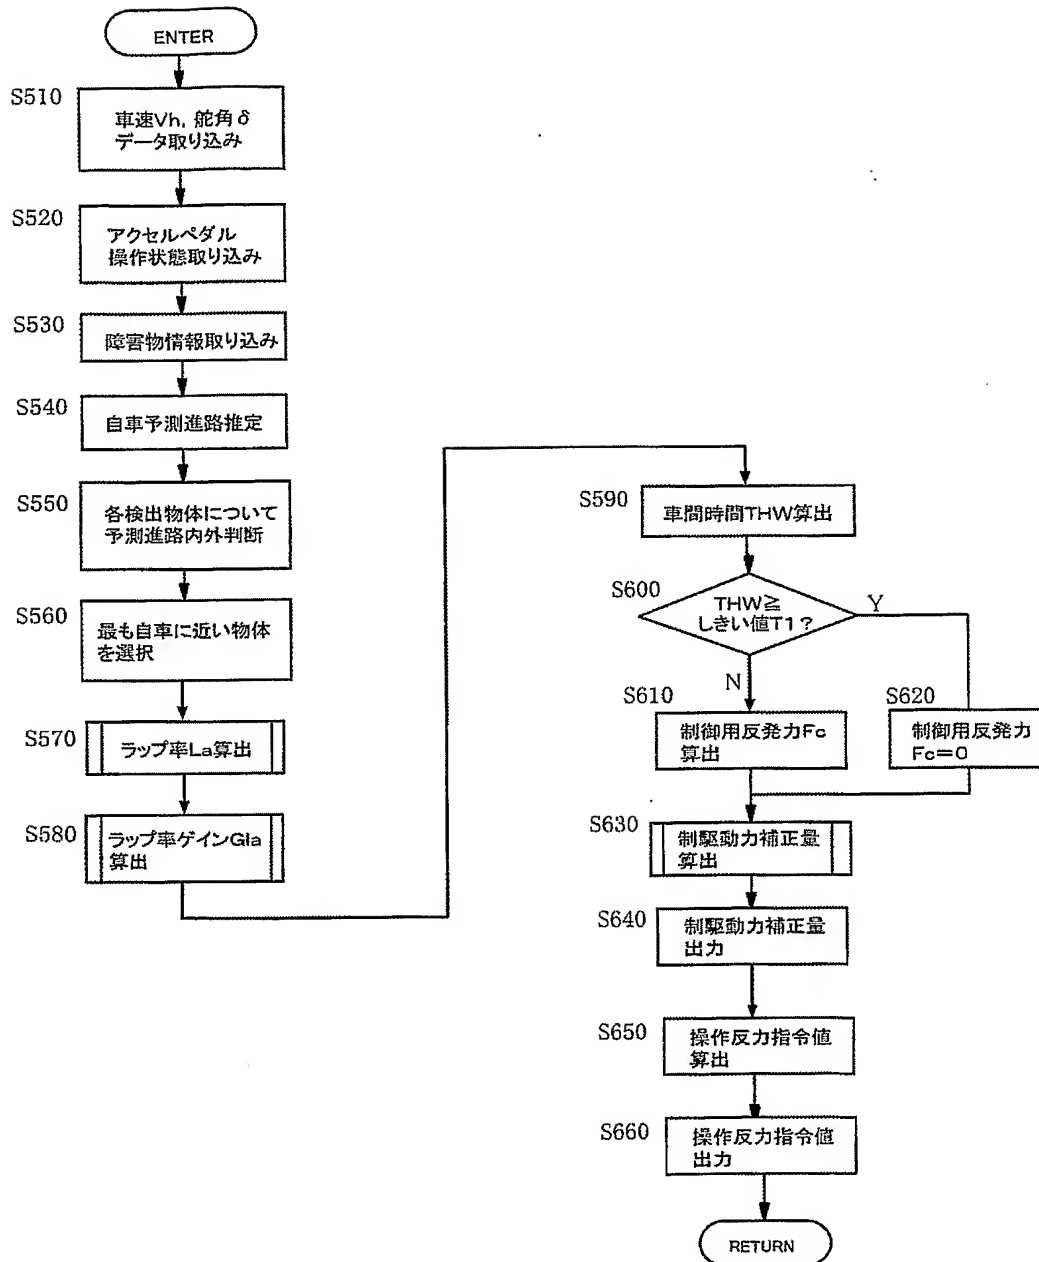 ENTER
S510
車速Vh, 舵角δ
データ取り込み
S520
アクセルペダル
操作状態取り込み
S530
障害物情報取り込み
S540
自車予測進路推定
S550
各検出物体について
予測進路内外判断
S560
最も自車に近い物体
を選択
S570
ラップ率La算出
S580
ラップ率ゲインGla
算出
S590
車間時間THW算出
S600
THW≧
しきい値T1?
Y
N
S610
制御用反発力Fc
算出
S620
制御用反発力
Fc=0
S630
制駆動力補正量
算出
S640
制駆動力補正量
出力
S650
操作反力指令値
算出
S660
操作反力指令値
出力
RETURN